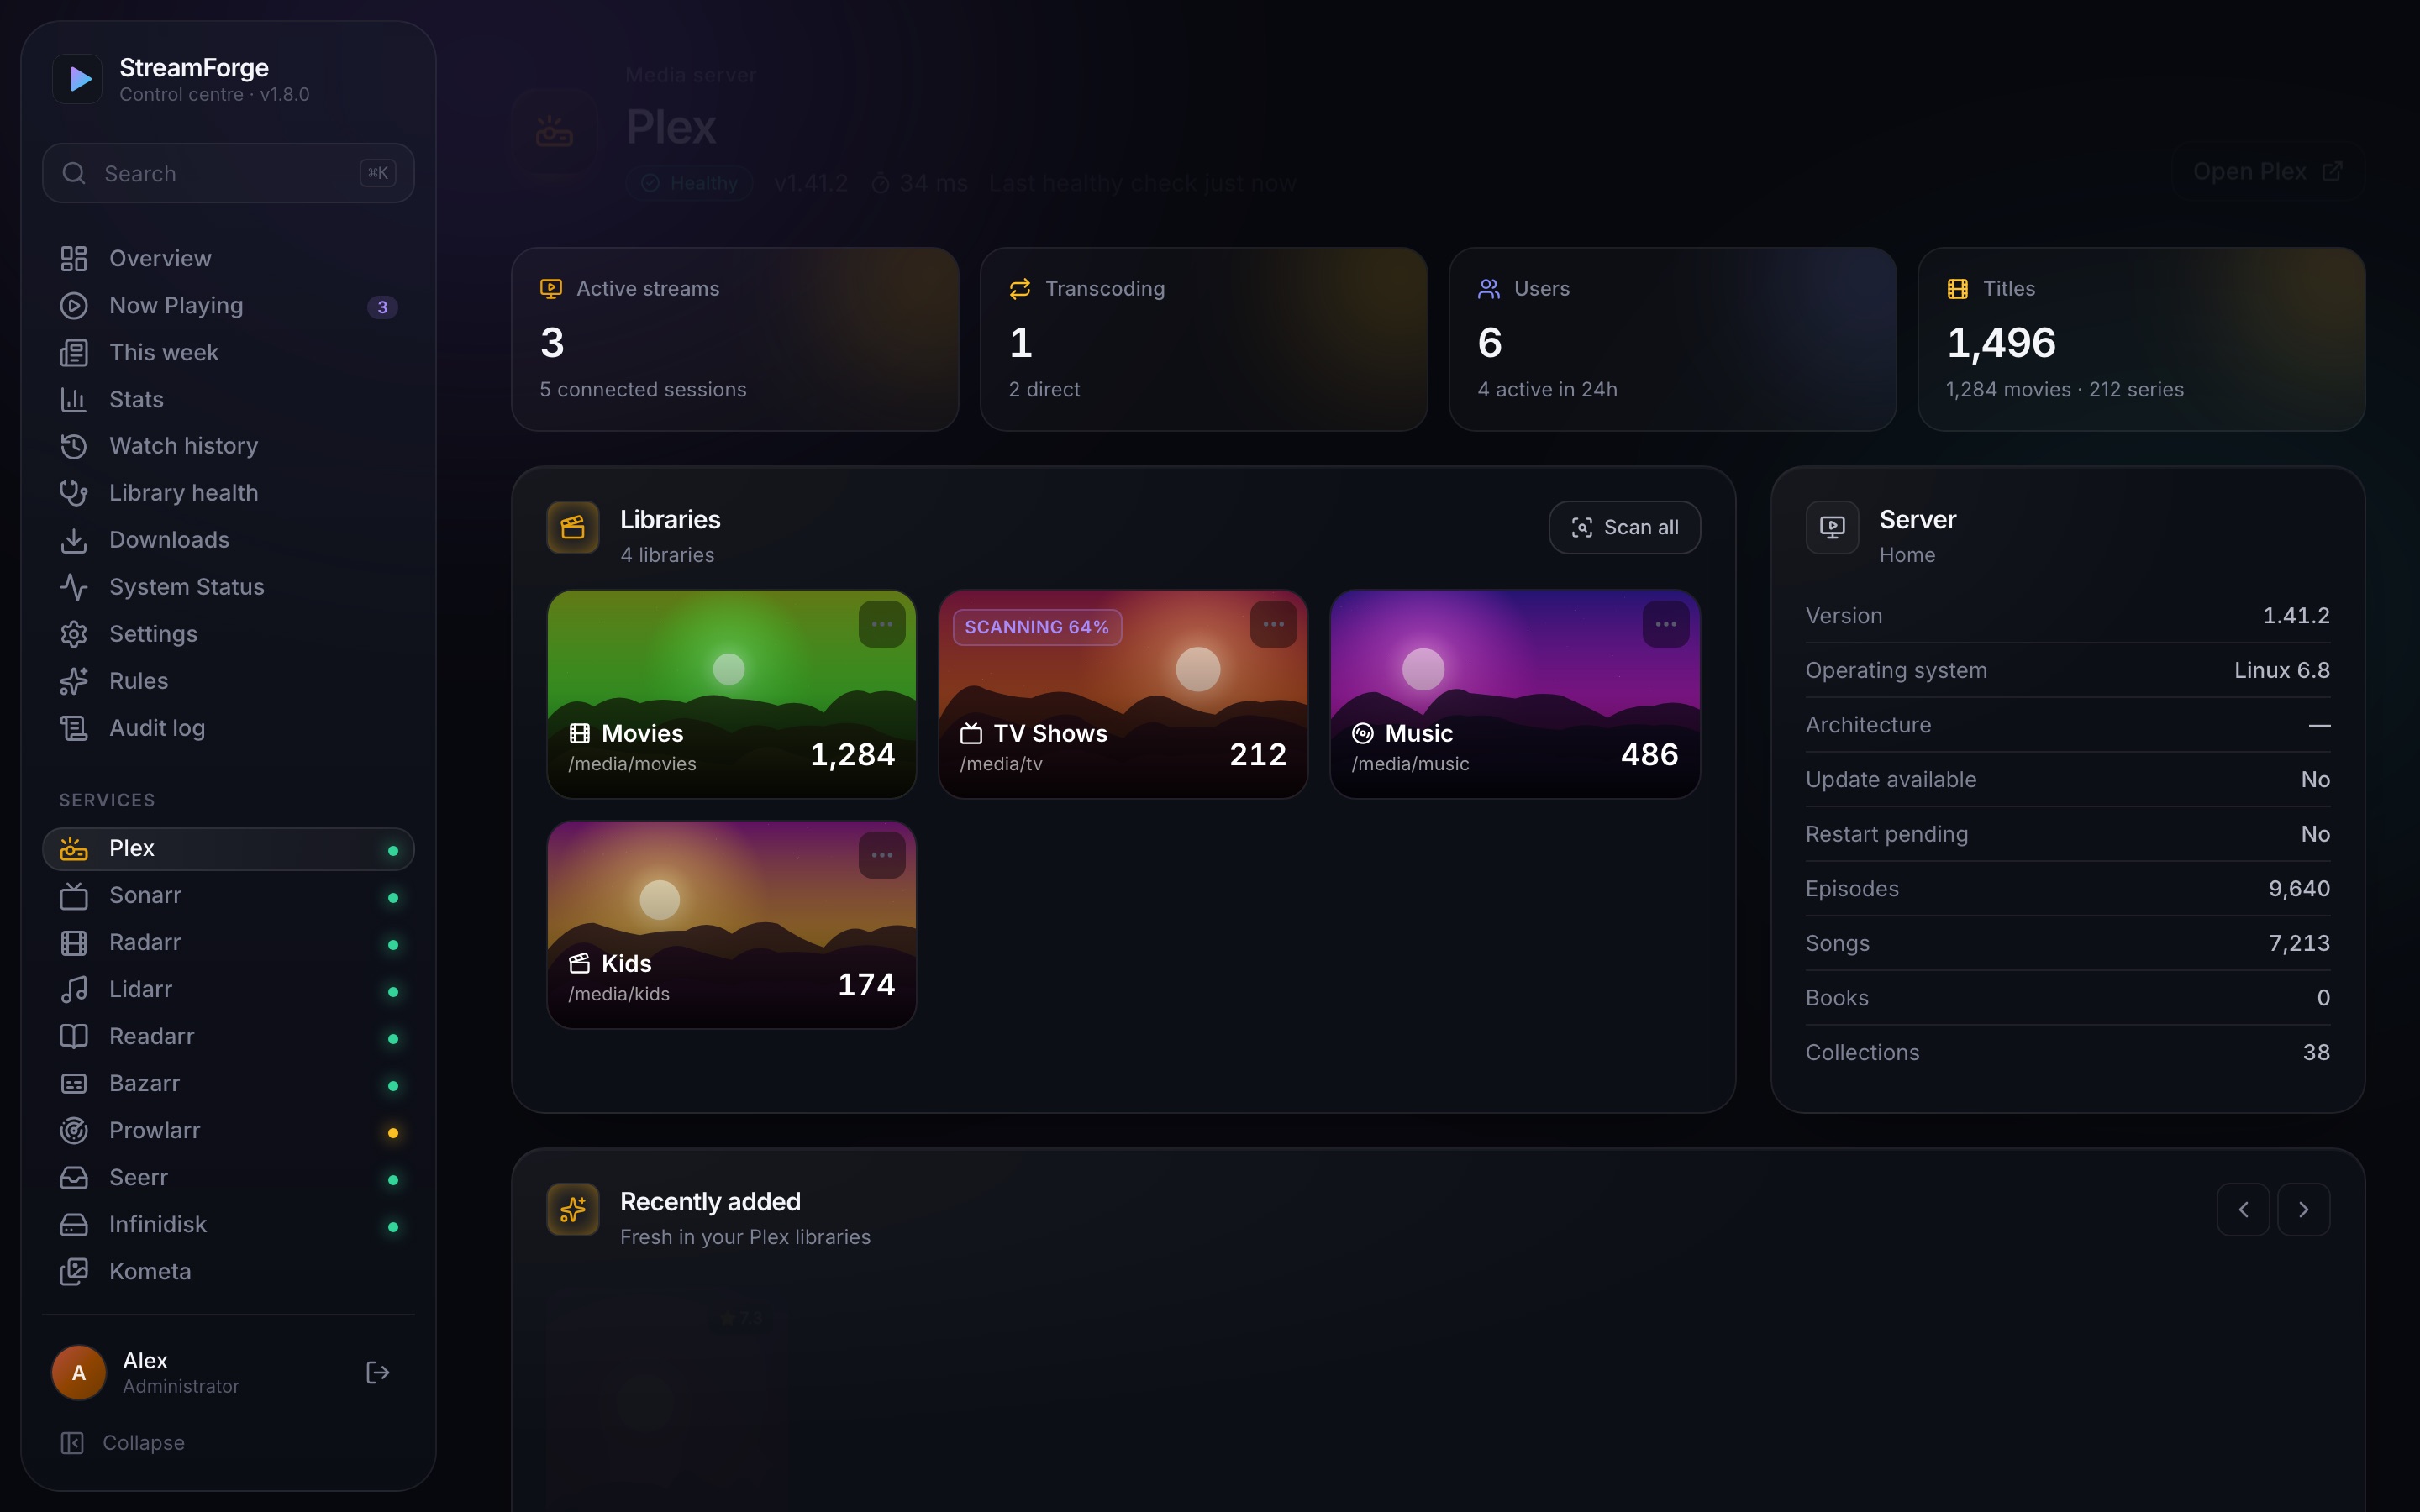 StreamForge
Control centre · v1.8.0
Search
⌘K
Overview
Now Playing
3
This week
Stats
Watch history
Library health
Downloads
System Status
Settings
Rules
Audit log
SERVICES
Plex
Sonarr
Radarr
Lidarr
Readarr
Bazarr
Prowlarr
Seerr
Infinidisk
Kometa
A
Alex
Administrator
Collapse
Media server
Plex
Healthy
v1.41.2
34 ms
Last healthy check just now
Open Plex
Active streams
3
5 connected sessions
Transcoding
1
2 direct
Users
6
4 active in 24h
Titles
1,496
1,284 movies · 212 series
Libraries
4 libraries
Scan all
Movies
/media/movies
1,284
SCANNING 64%
TV Shows
/media/tv
212
Music
/media/music
486
Kids
/media/kids
174
Server
Home
Version
1.41.2
Operating system
Linux 6.8
Architecture
—
Update available
No
Restart pending
No
Episodes
9,640
Songs
7,213
Books
0
Collections
38
Recently added
Fresh in your Plex libraries
7.3